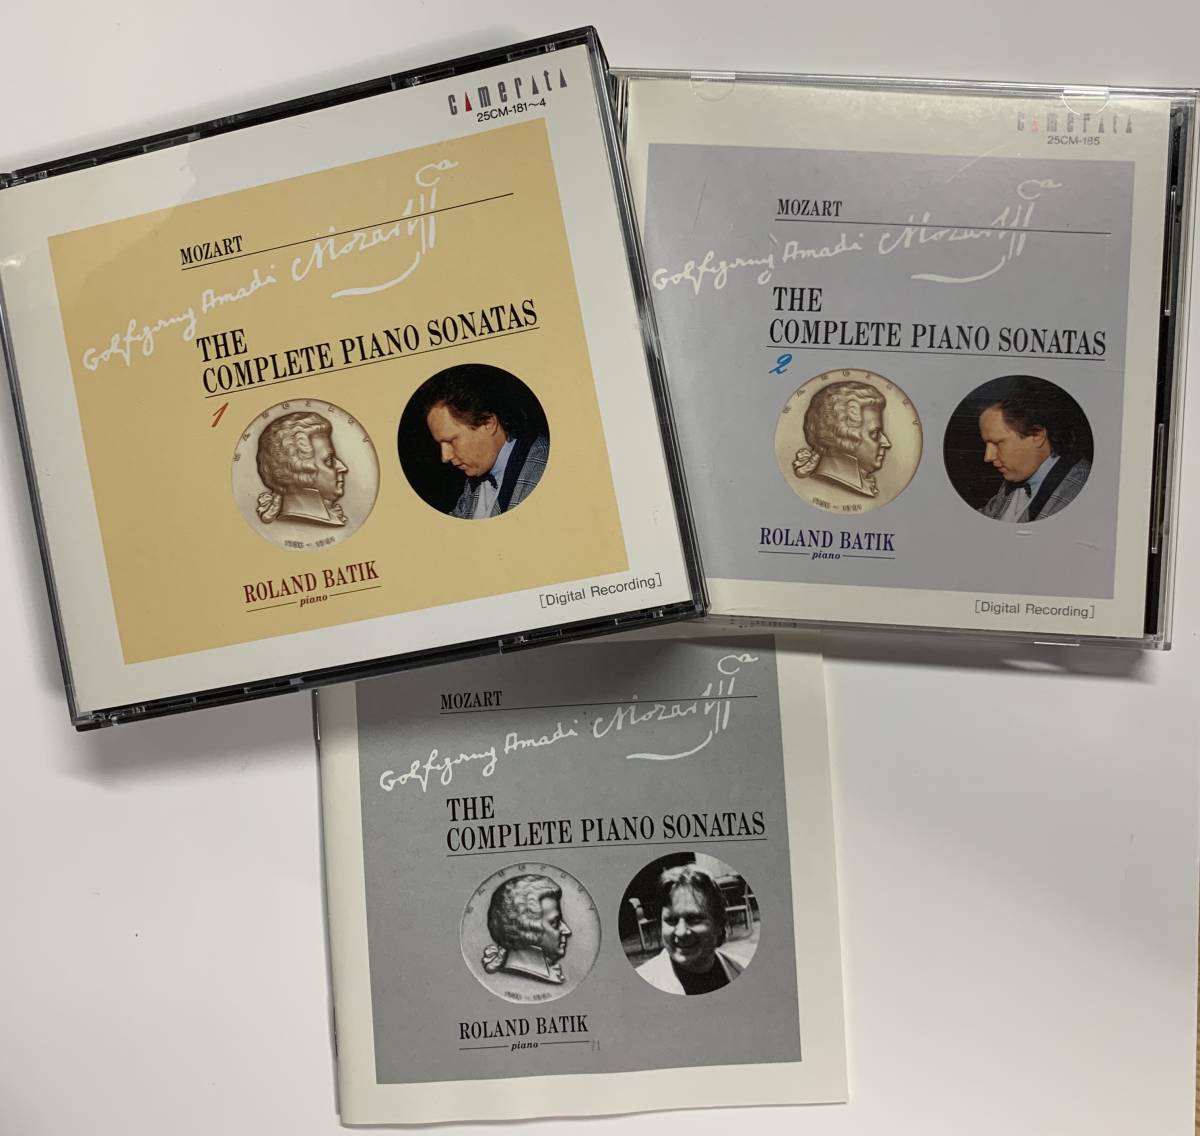 camerata
25CM-181~4
MOZART
Wolfgang Amadè Mozart
THE
COMPLETE PIANO SONATAS
1
ROLAND BATIK
piano
[Digital Recording]
camerata
25CM-185
MOZART
Wolfgang Amadè Mozart
THE
COMPLETE PIANO SONATAS
2
ROLAND BATIK
piano
[Digital Recording]
MOZART
Wolfgang Amadè Mozart
THE
COMPLETE PIANO SONATAS
ROLAND BATIK
piano